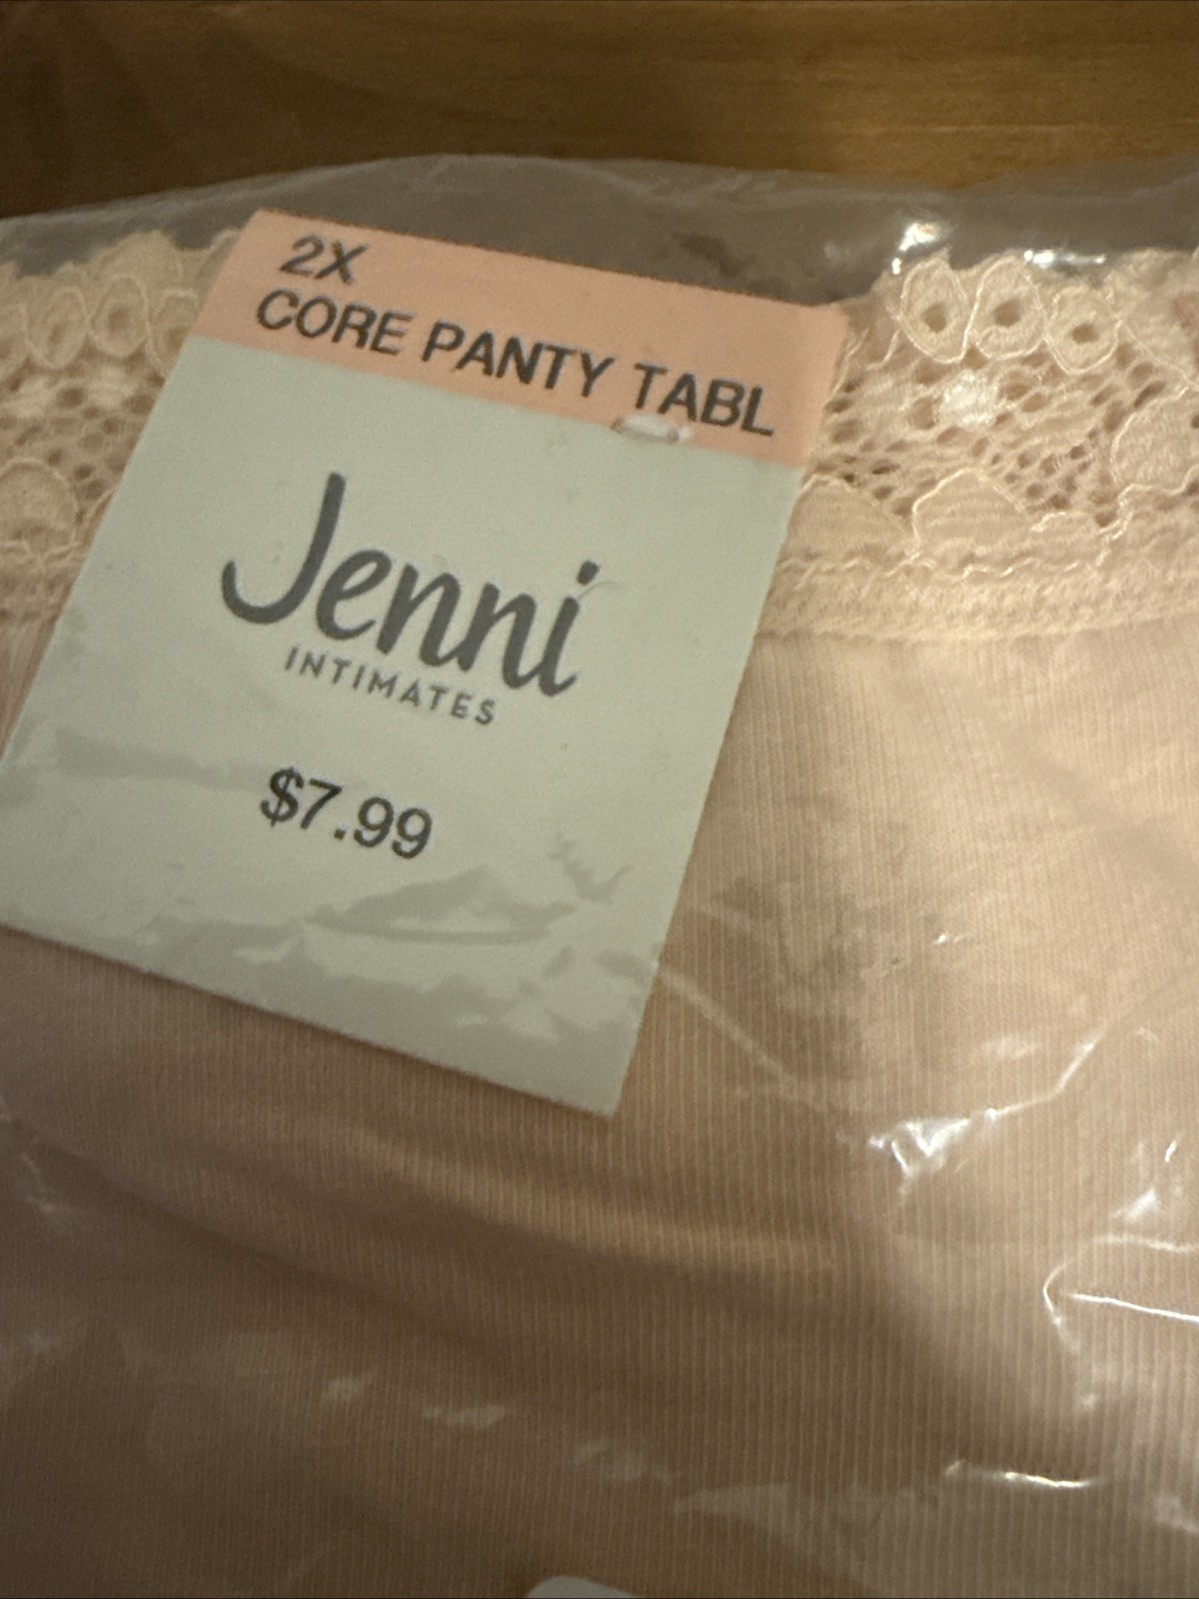 2X
CORE PANTY TABL
Jenni
INTIMATES
$7.99